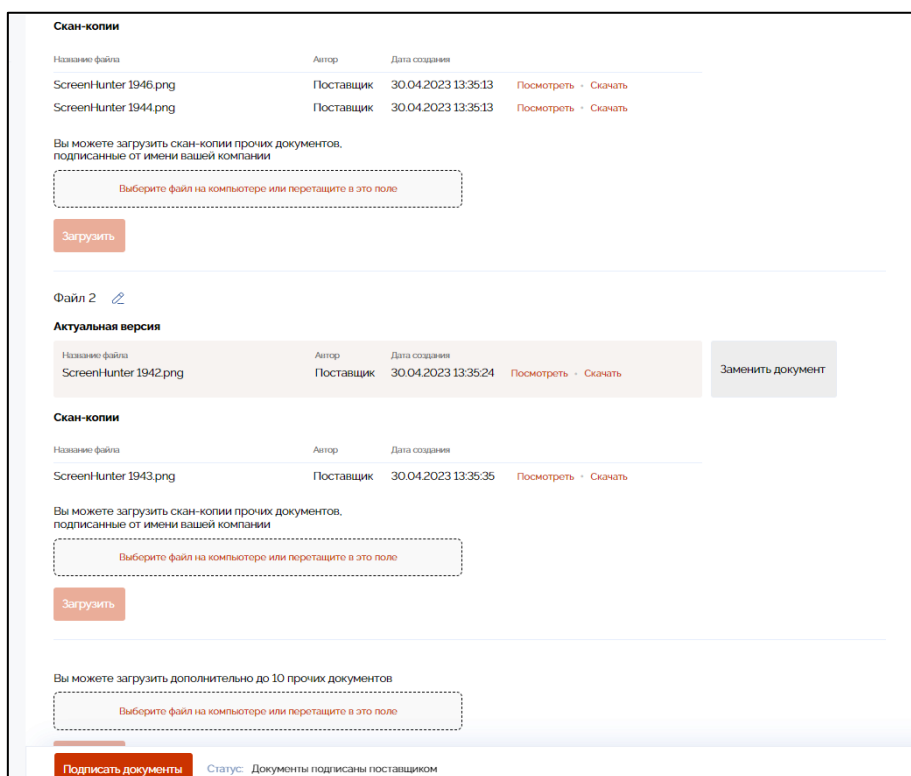 Скан-копии
Название файла Автор Дата создания
ScreenHunter 1946.png Поставщик 30.04.2023 13:35:13 Посмотреть • Скачать
ScreenHunter 1944.png Поставщик 30.04.2023 13:35:13 Посмотреть • Скачать
Вы можете загрузить скан-копии прочих документов,
подписанные от имени вашей компании
Выберите файл на компьютере или перетащите в это поле
Загрузить
Файл 2
Актуальная версия
Название файла Автор Дата создания
ScreenHunter 1942.png Поставщик 30.04.2023 13:35:24 Посмотреть • Скачать Заменить документ
Скан-копии
Название файла Автор Дата создания
ScreenHunter 1943.png Поставщик 30.04.2023 13:35:35 Посмотреть • Скачать
Вы можете загрузить скан-копии прочих документов,
подписанные от имени вашей компании
Выберите файл на компьютере или перетащите в это поле
Загрузить
Вы можете загрузить дополнительно до 10 прочих документов
Выберите файл на компьютере или перетащите в это поле
Подписать документы Статус: Документы подписаны поставщиком